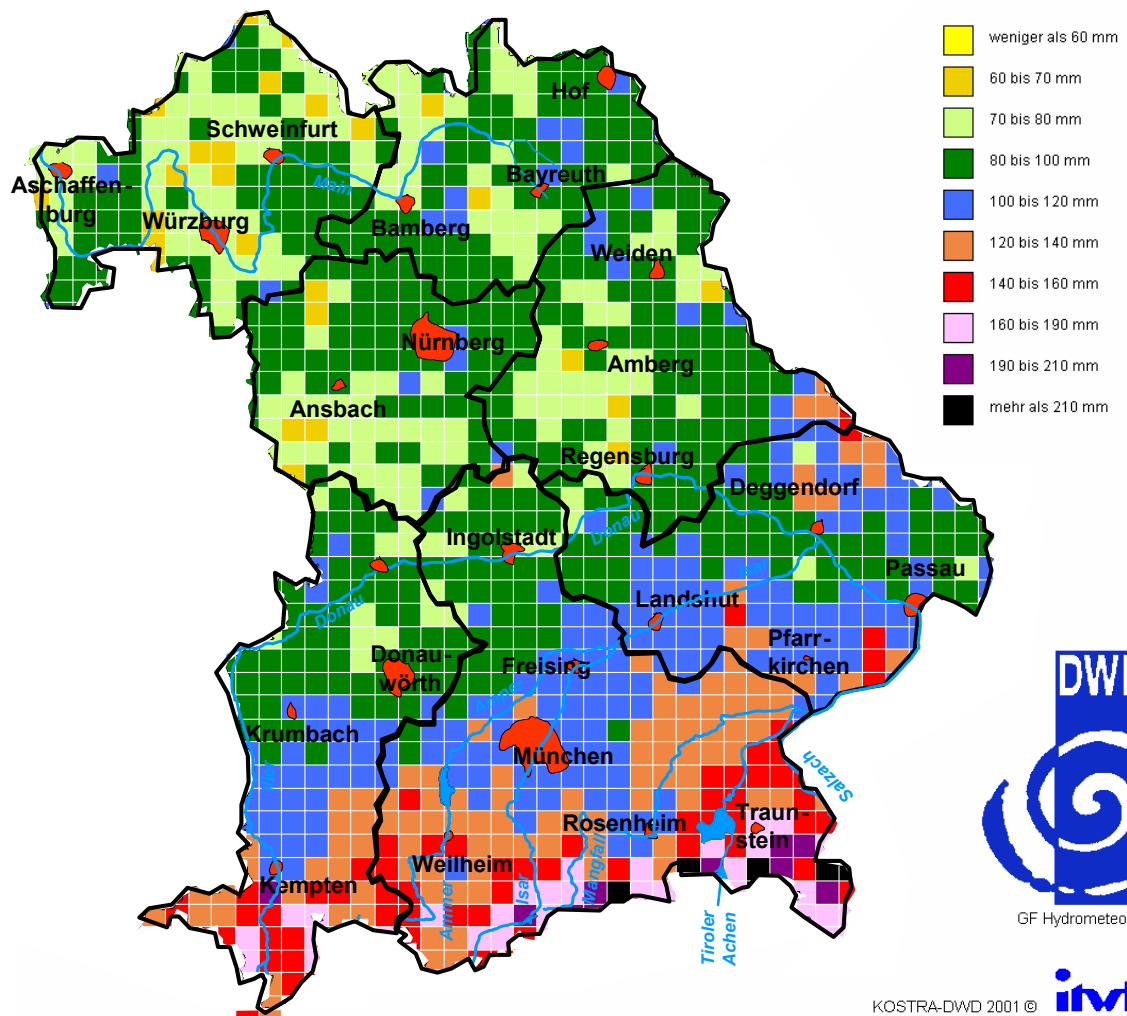 weniger als 60 mm
60 bis 70 mm
70 bis 80 mm
80 bis 100 mm
100 bis 120 mm
120 bis 140 mm
140 bis 160 mm
160 bis 190 mm
190 bis 210 mm
mehr als 210 mm
Hof
Schweinfurt
Main
Bayreuth
Aschaffen-
burg
Würzburg
Bamberg
Weiden
Nürnberg
Amberg
Ansbach
Regensburg
Deggendorf
Donau
Ingolstadt
Isar
Passau
Donau
Landshut
Pfarr-
kirchen
Donau-
wörth
Freising
Amper
Krumbach
München
Iller
Salzach
Rosenheim
Traun-
stein
Weilheim
Mangfall
Kempten
Isar
Ammer
Tiroler
Achen
DW
GF Hydrometeo
KOSTRA-DWD 2001 ©
itwh